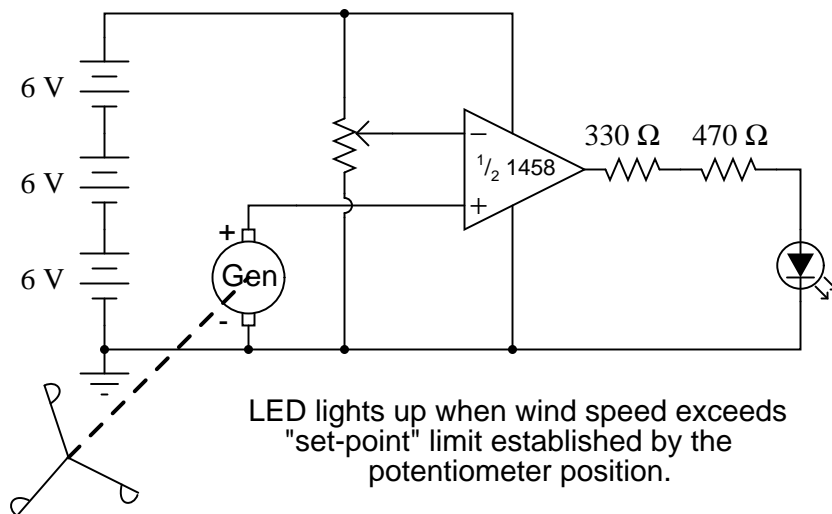 6 V
6 V
6 V
330 Ω 470 Ω
−
1/2 1458
+
+
Gen
-
LED lights up when wind speed exceeds
"set-point" limit established by the
potentiometer position.